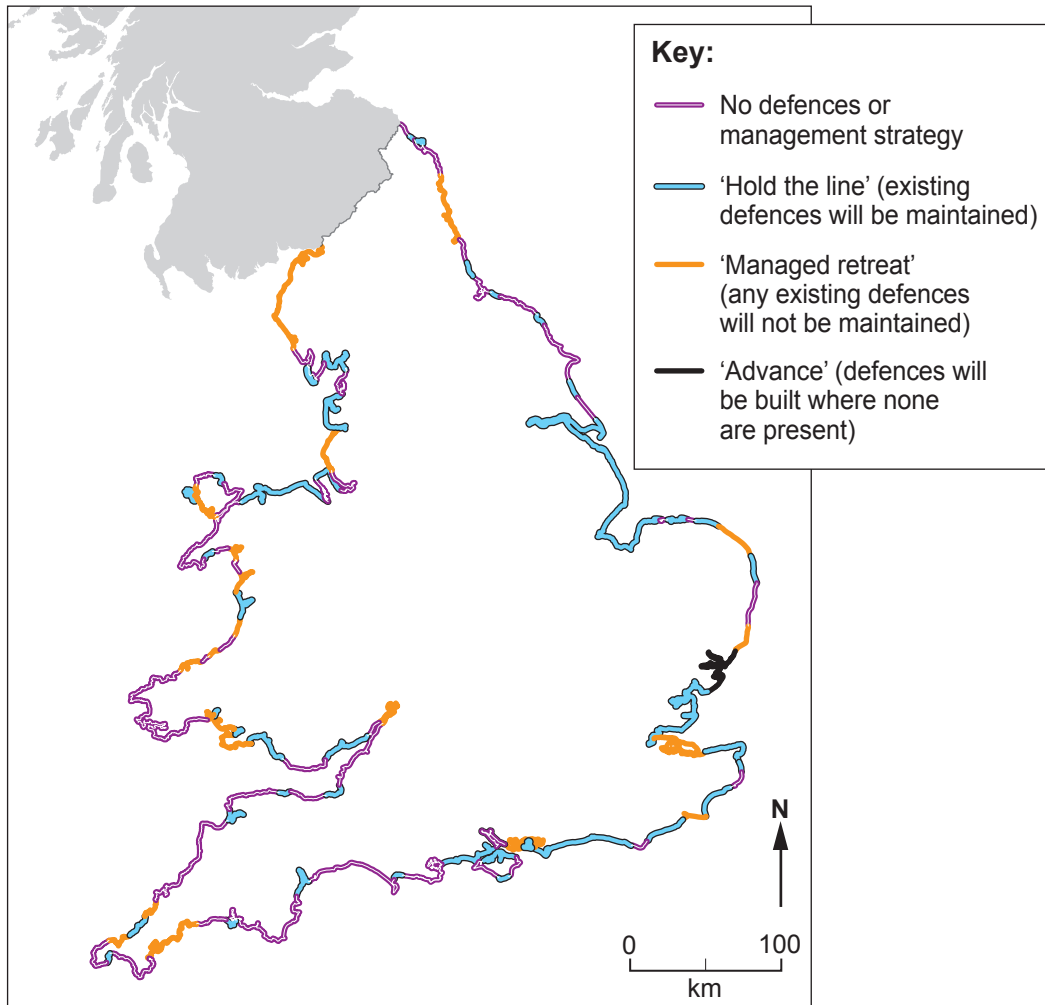 Key:
No defences or
management strategy
‘Hold the line’ (existing
defences will be maintained)
‘Managed retreat’
(any existing defences
will not be maintained)
‘Advance’ (defences will
be built where none
are present)
N
0 100
km